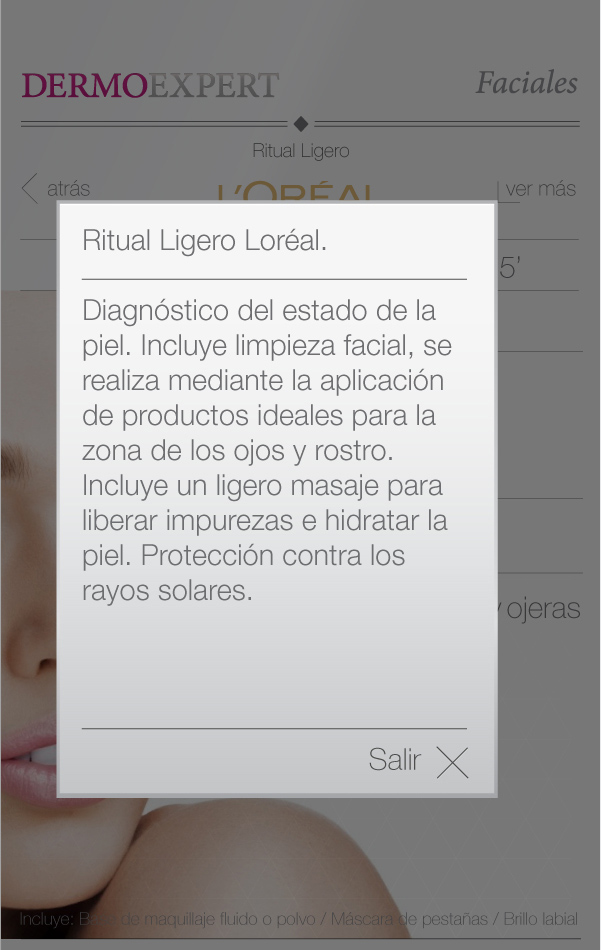 DERMOEXPERT
Faciales
Ritual Ligero
atrás
L'ORÉAL
ver más
5'
Ritual Ligero Loréal.
Diagnóstico del estado de la
piel. Incluye limpieza facial, se
realiza mediante la aplicación
de productos ideales para la
zona de los ojos y rostro.
Incluye un ligero masaje para
liberar impurezas e hidratar la
piel. Protección contra los
rayos solares.
y ojeras
Salir
Incluye: Base de maquillaje fluido o polvo / Máscara de pestañas / Brillo labial